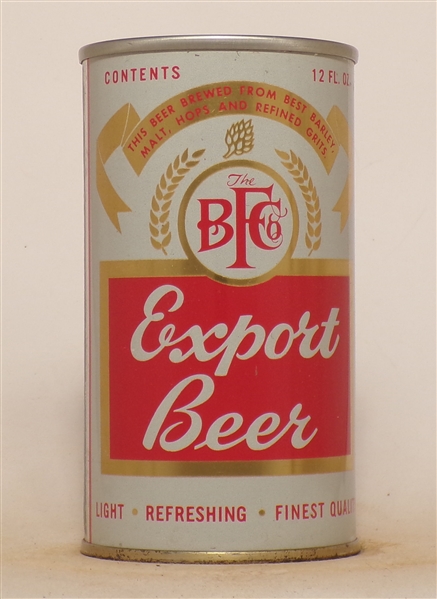 CONTENTS 12 FL. OZ.
THIS BEER BREWED FROM BEST BARLEY
MALT, HOPS AND REFINED GRITS.
The
BFCo
Export
Beer
LIGHT · REFRESHING · FINEST